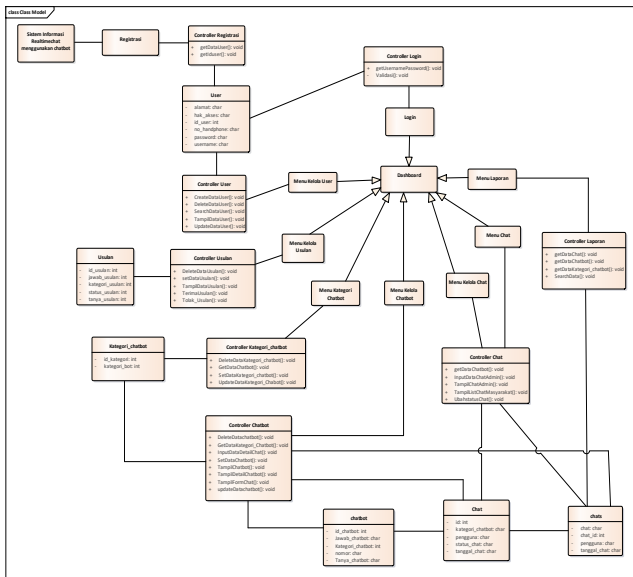 class Class Model
Sistem Informasi
Realtimechat
menggunakan chatbot
Registrasi
Controller Registrasi
+ getDataUser(): void
+ getIduser(): void
Controller Login
+ getUsernamePassword(): void
- Validasi(): void
User
- alamat: char
- hak_akses: char
- id_user: int
- no_handphone: char
- password: char
- username: char
Login
Dashboard
Menu Laporan
Menu Kelola User
Controller User
+ CreateDataUser(): void
+ DeleteDataUser(): void
+ SearchDataUser(): void
+ TampilDataUser(): void
+ UpdateDataUser(): void
Menu Kelola
Usulan
Menu Chat
Controller Laporan
+ getDataChat(): void
+ getDataChatbot(): void
+ getDataKategori_chatbot(): void
+ SearchData(): void
Usulan
- id_usulan: int
- jawab_usulan: int
- kategori_usulan: int
- status_usulan: int
- tanya_usulan: int
Controller Usulan
+ DeleteDataUsulan(): void
+ setDataUsulan(): void
+ TampilDataUsulan(): void
+ TerimaUsulan(): void
+ Tolak_Usulan(): void
Menu Kategori
Chatbot
Menu Kelola
Chatbot
Menu Kelola Chat
Kategori_chatbot
- id_kategori: int
- kategori_bot: int
Controller Kategori_chatbot
+ DeleteDataKategori_chatbot(): void
+ GetDataChatbot(): void
+ SetDataKategori_chatbot(): void
+ UpdateDataKategori_Chatbot(): void
Controller Chat
+ getDataChatbot(): void
+ InputDataChatAdmin(): void
+ TampilChatAdmin(): void
+ TampilListChatMasyarakat(): void
+ UbahstatusChat(): void
Controller Chatbot
+ DeleteDatachatbot(): void
+ GetDataKategori_Chatbot(): void
+ InputDataDetailChat(): void
+ SetDataChatbot(): void
+ TampilChatbot(): void
+ TampilDetailChatbot(): void
+ TampilFormChat(): void
+ updateDatachatbot(): void
chatbot
- id_chatbot: int
- Jawab_chatbot: char
- Kategori_chatbot: int
- nomor: char
- Tanya_chatbot: char
Chat
- id: int
- kategori_chatbot: char
- pengguna: char
- status_chat: char
- tanggal_chat: char
chats
- chat: char
- chat_id: int
- pengguna: char
- tanggal_chat: char